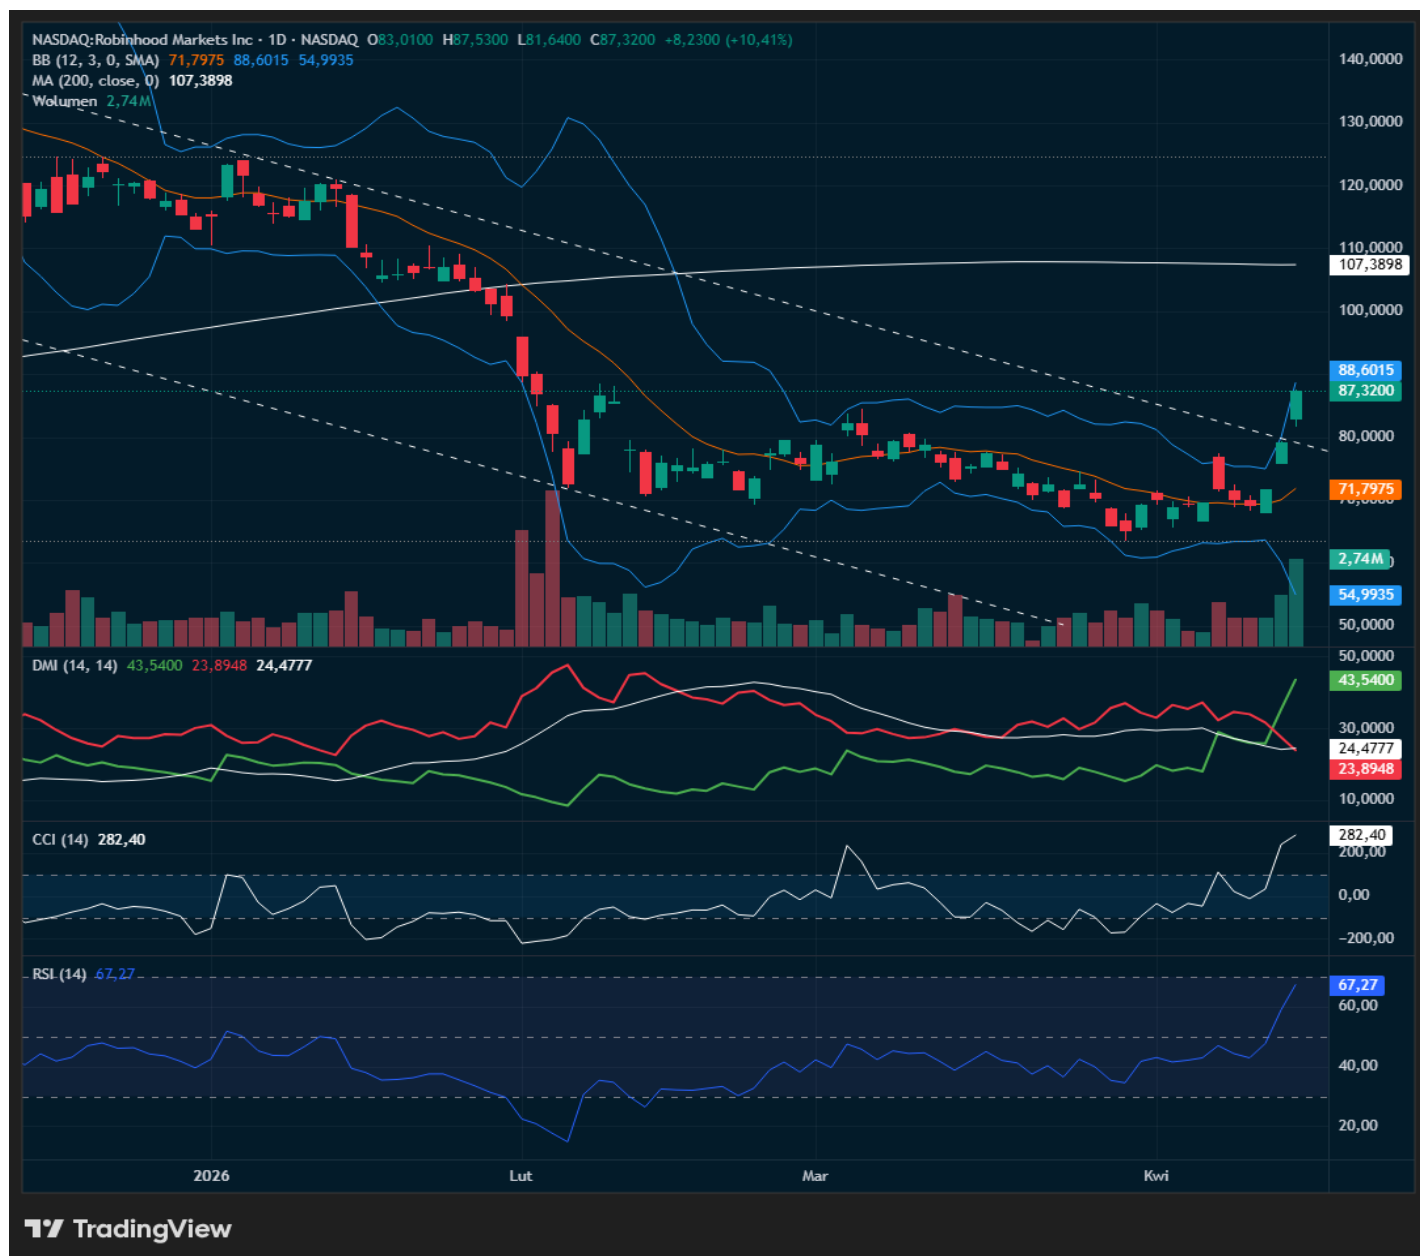 NASDAQ:Robinhood Markets Inc · 1D · NASDAQ O83,0100 H87,5300 L81,6400 C87,3200 +8,2300 (+10,41%)
BB (12, 3, 0, SMA) 71,7975 88,6015 54,9935
MA (200, close, 0) 107,3898
Wolumen 2,74M
140,0000
130,0000
120,0000
110,0000
107,3898
100,0000
88,6015
87,3200
80,0000
71,7975
2,74M
54,9935
50,0000
DMI (14, 14) 43,5400 23,8948 24,4777
50,0000
43,5400
30,0000
24,4777
23,8948
10,0000
CCI (14) 282,40
282,40
200,00
0,00
−200,00
RSI (14) 67,27
67,27
60,00
40,00
20,00
2026 Lut Mar Kwi
TradingView